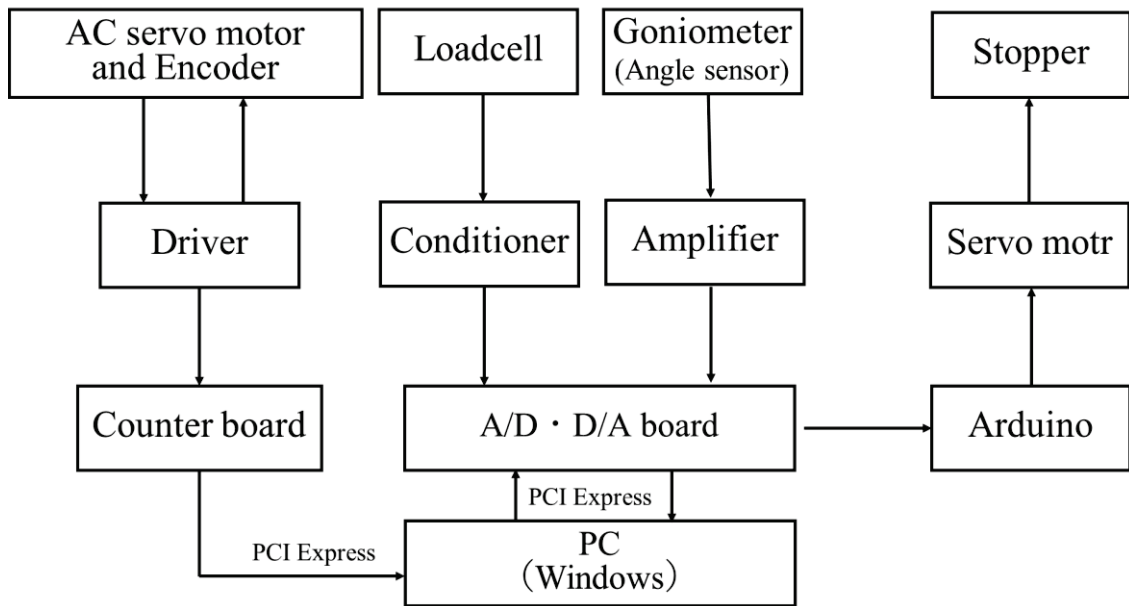 AC servo motor
and Encoder
Loadcell
Goniometer
(Angle sensor)
Stopper
Driver
Conditioner
Amplifier
Servo motr
Counter board
A/D・D/A board
Arduino
PCI Express
PCI Express
PC
（Windows）